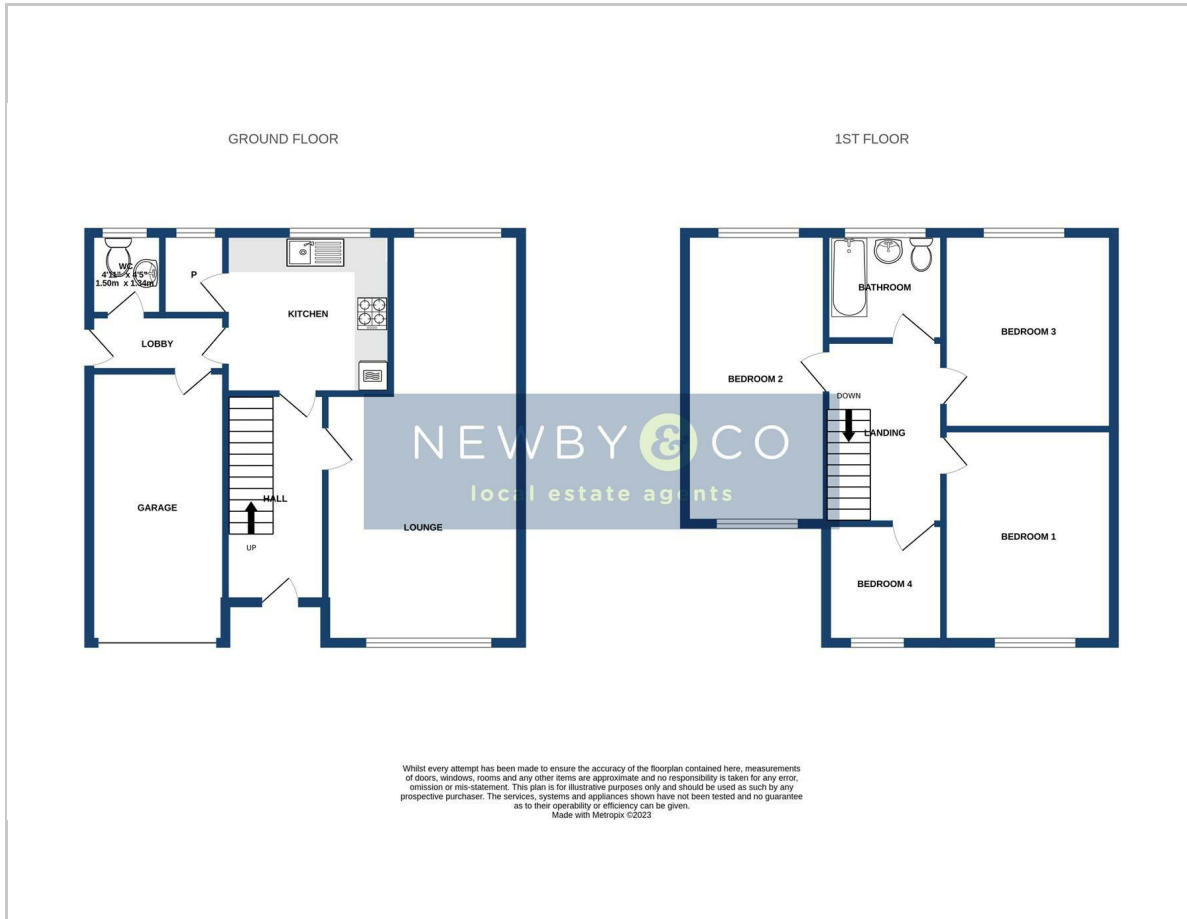 GROUND FLOOR
1ST FLOOR
WC
4'11" x 4'5"
1.50m x 1.34m
P
KITCHEN
LOBBY
GARAGE
HALL
UP
LOUNGE
BATHROOM
BEDROOM 3
BEDROOM 2
DOWN
LANDING
BEDROOM 1
BEDROOM 4
NEWBY & CO
local estate agents
Whilst every attempt has been made to ensure the accuracy of the floorplan contained here, measurements
of doors, windows, rooms and any other items are approximate and no responsibility is taken for any error,
omission or mis-statement. This plan is for illustrative purposes only and should be used as such by any
prospective purchaser. The services, systems and appliances shown have not been tested and no guarantee
as to their operability or efficiency can be given.
Made with Metropix ©2023